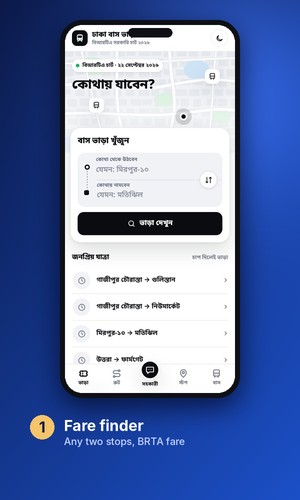 ঢাকা বাস ভা
বিআরটিএ সরকারি চার্ট ২০২৬
বিআরটিএ চার্ট · ২২ সেপ্টেম্বর ২০২৬
কোথায় যাবেন?
বাস ভাড়া খুঁজুন
কোথা থেকে উঠবেন
যেমন: মিরপুর-১০
কোথায় নামবেন
যেমন: মতিঝিল
ভাড়া দেখুন
জনপ্রিয় যাত্রা
চাপ দিলেই ভাড়া
গাজীপুর চৌরাস্তা → গুলিস্তান
গাজীপুর চৌরাস্তা → নিউমার্কেট
মিরপুর-১০ → মতিঝিল
উত্তরা → ফার্মগেট
ভাড়া রুট সহকারী স্টপ বাস
1 Fare finder
Any two stops, BRTA fare